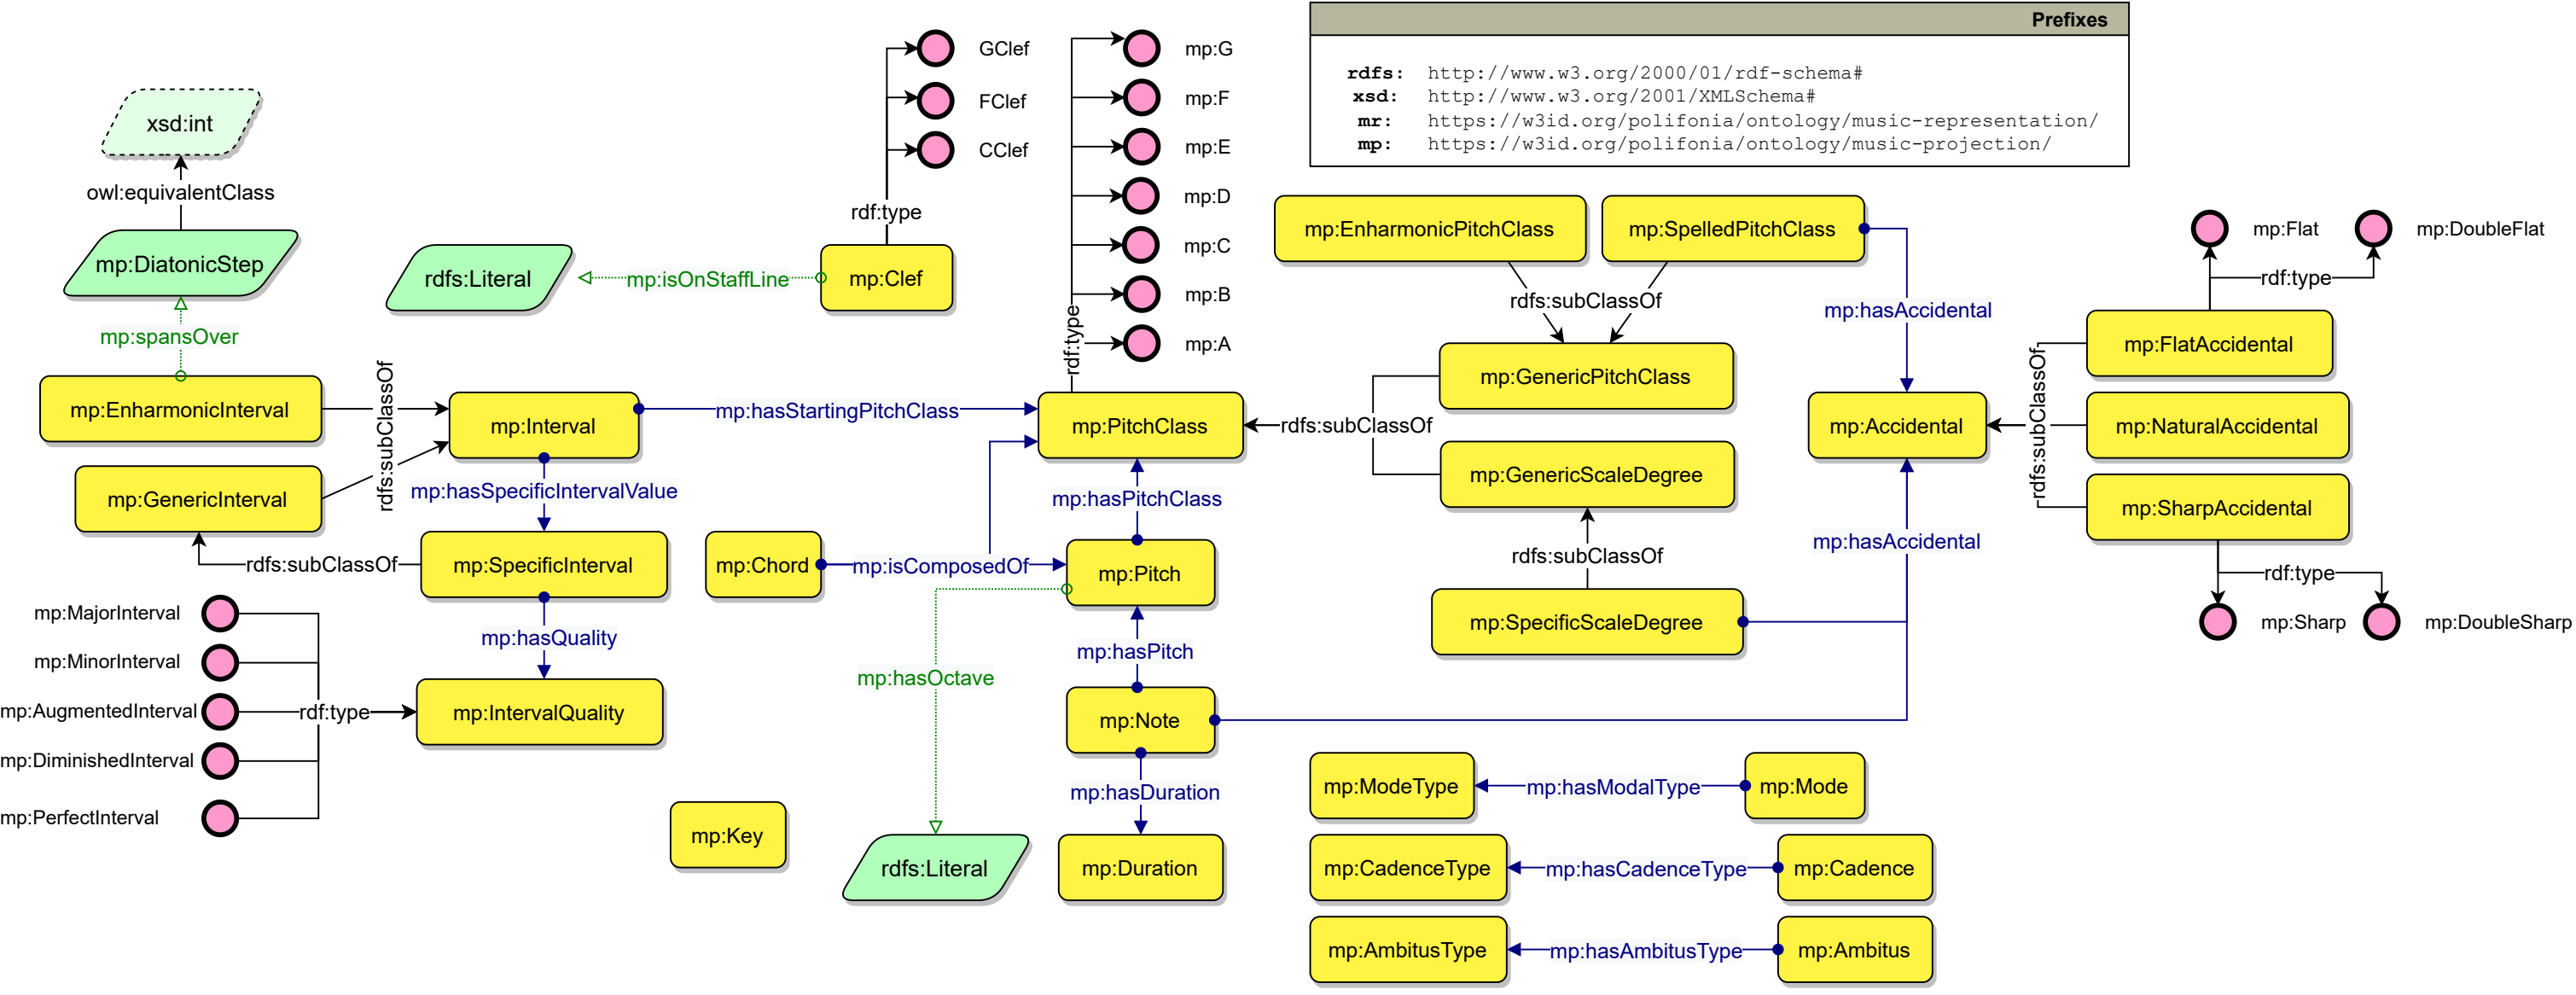 Prefixes
rdfs: http://www.w3.org/2000/01/rdf-schema#
xsd: http://www.w3.org/2001/XMLSchema#
mr: https://w3id.org/polifonia/ontology/music-representation/
mp: https://w3id.org/polifonia/ontology/music-projection/
GClef
FClef
CClef
rdf:type
mp:Clef
mp:isOnStaffLine
rdfs:Literal
xsd:int
owl:equivalentClass
mp:DiatonicStep
mp:spansOver
mp:EnharmonicInterval
mp:GenericInterval
rdfs:subClassOf
mp:Interval
mp:hasStartingPitchClass
mp:hasSpecificIntervalValue
rdfs:subClassOf
mp:SpecificInterval
mp:hasQuality
mp:IntervalQuality
mp:MajorInterval
mp:MinorInterval
mp:AugmentedInterval
mp:DiminishedInterval
mp:PerfectInterval
rdf:type
mp:G
mp:F
mp:E
mp:D
mp:C
mp:B
mp:A
rdf:type
mp:PitchClass
mp:hasPitchClass
mp:Chord
mp:isComposedOf
mp:Pitch
mp:hasOctave
rdfs:Literal
mp:hasPitch
mp:Note
mp:hasDuration
mp:Duration
mp:Key
mp:EnharmonicPitchClass
mp:SpelledPitchClass
rdfs:subClassOf
mp:GenericPitchClass
rdfs:subClassOf
mp:GenericScaleDegree
rdfs:subClassOf
mp:SpecificScaleDegree
mp:hasAccidental
mp:Accidental
mp:hasAccidental
mp:Flat
mp:DoubleFlat
rdf:type
mp:FlatAccidental
mp:NaturalAccidental
mp:SharpAccidental
rdfs:subClassOf
rdf:type
mp:Sharp
mp:DoubleSharp
mp:ModeType
mp:hasModalType
mp:Mode
mp:CadenceType
mp:hasCadenceType
mp:Cadence
mp:AmbitusType
mp:hasAmbitusType
mp:Ambitus